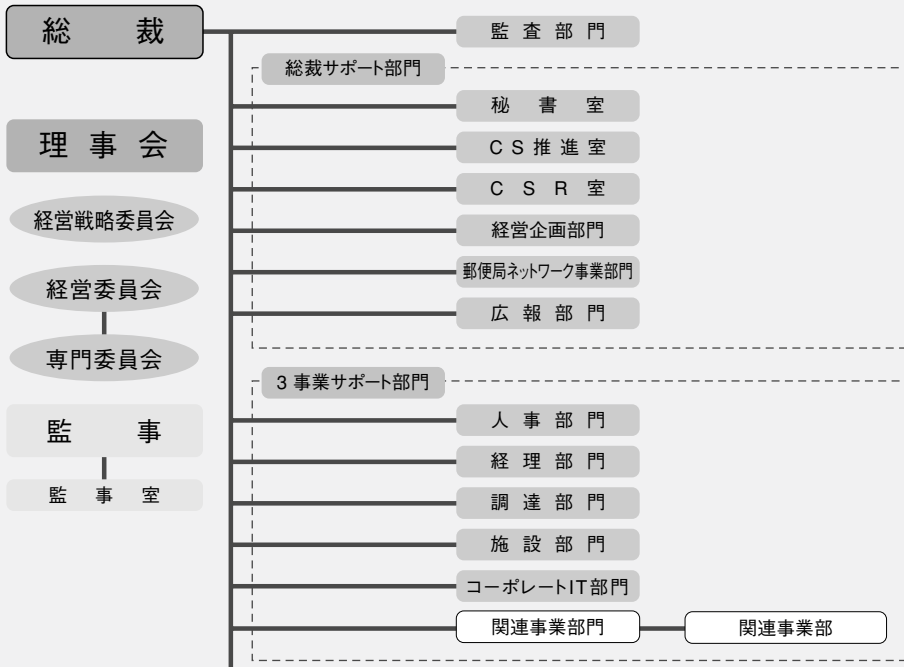 総裁
監査部門
総裁サポート部門
秘書室
CS推進室
CSR室
経営企画部門
郵便局ネットワーク事業部門
広報部門
理事会
経営戦略委員会
経営委員会
専門委員会
監事
監事室
3事業サポート部門
人事部門
経理部門
調達部門
施設部門
コーポレートIT部門
関連事業部門
関連事業部